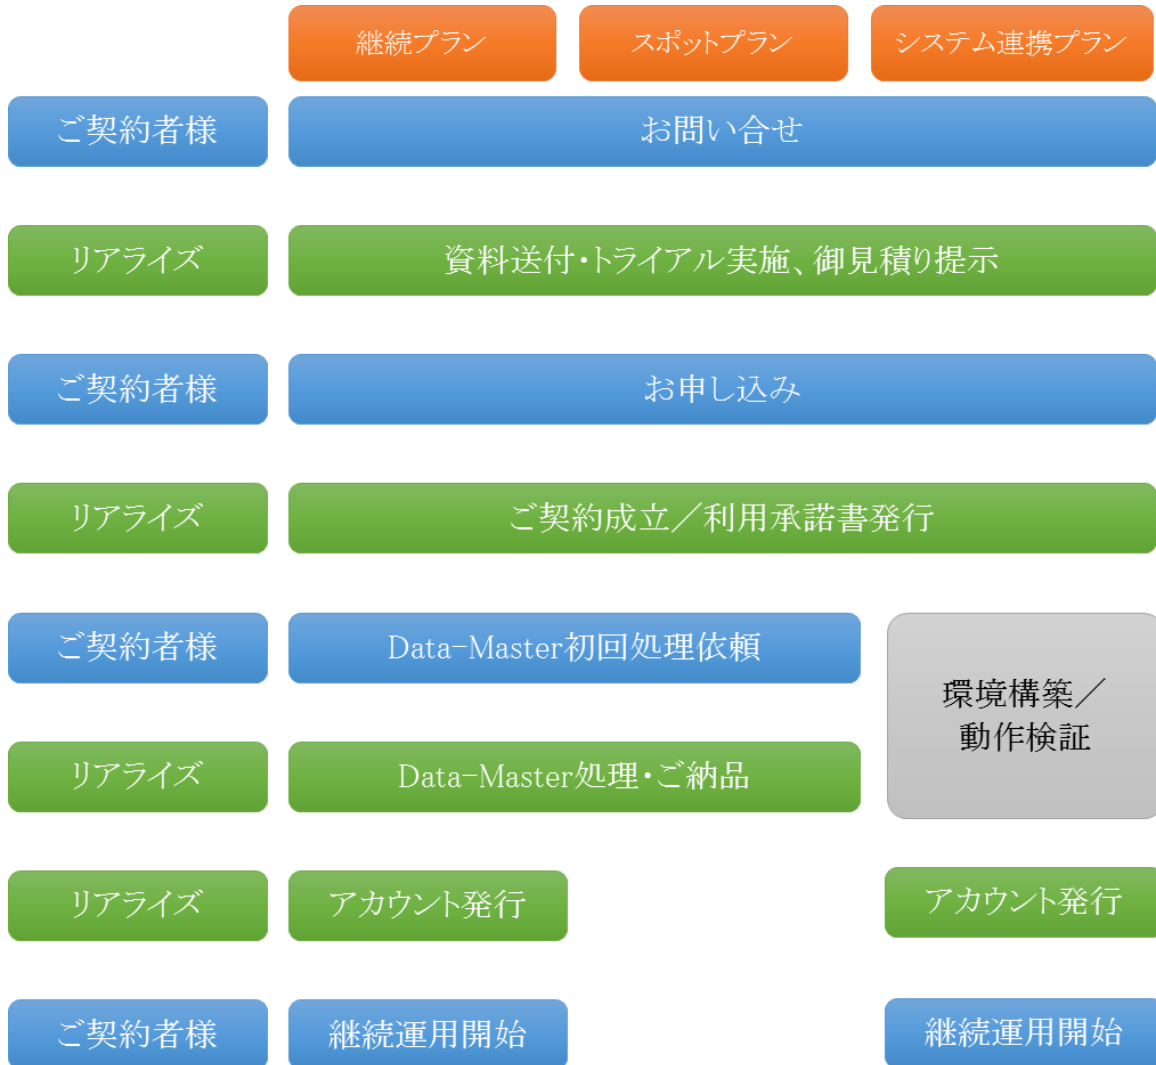 継続プラン
スポットプラン
システム連携プラン
ご契約者様
お問い合せ
リアライズ
資料送付・トライアル実施、御見積り提示
ご契約者様
お申し込み
リアライズ
ご契約成立／利用承諾書発行
ご契約者様
Data-Master初回処理依頼
環境構築／
動作検証
リアライズ
Data-Master処理・ご納品
リアライズ
アカウント発行
アカウント発行
ご契約者様
継続運用開始
継続運用開始